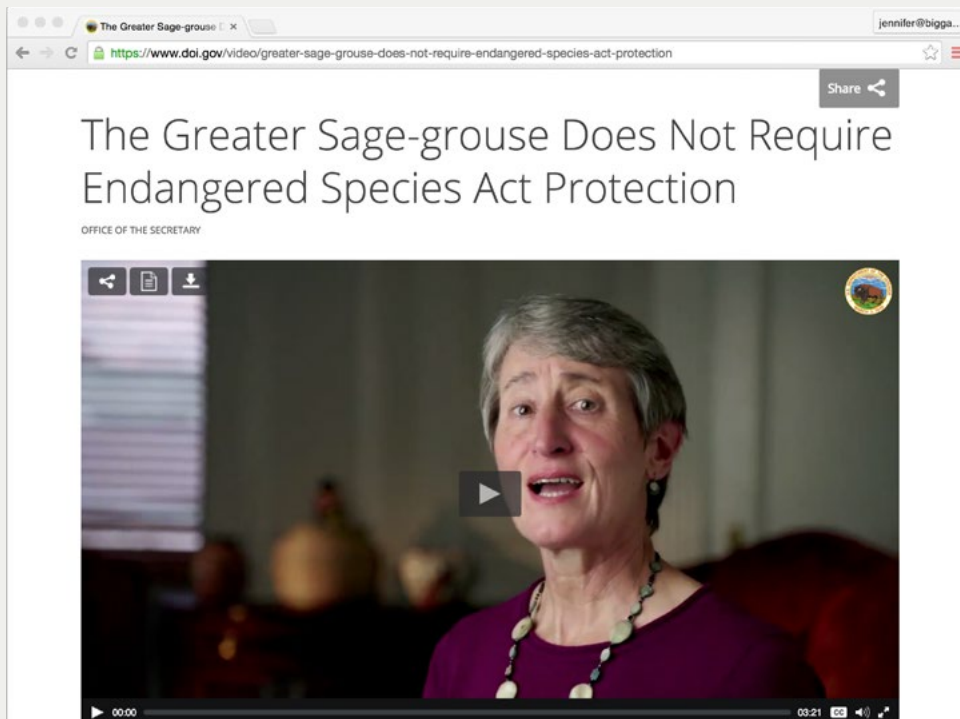 The Greater Sage-grouse
jennifer@bigga...
https://www.doi.gov/video/greater-sage-grouse-does-not-require-endangered-species-act-protection
Share
The Greater Sage-grouse Does Not Require
Endangered Species Act Protection
OFFICE OF THE SECRETARY
00:00
03:21
CC